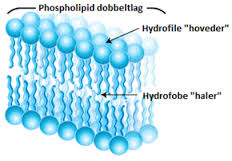 Phospholipid dobbeltlag
Hydrofile "hoveder"
Hydrofobe "haler"